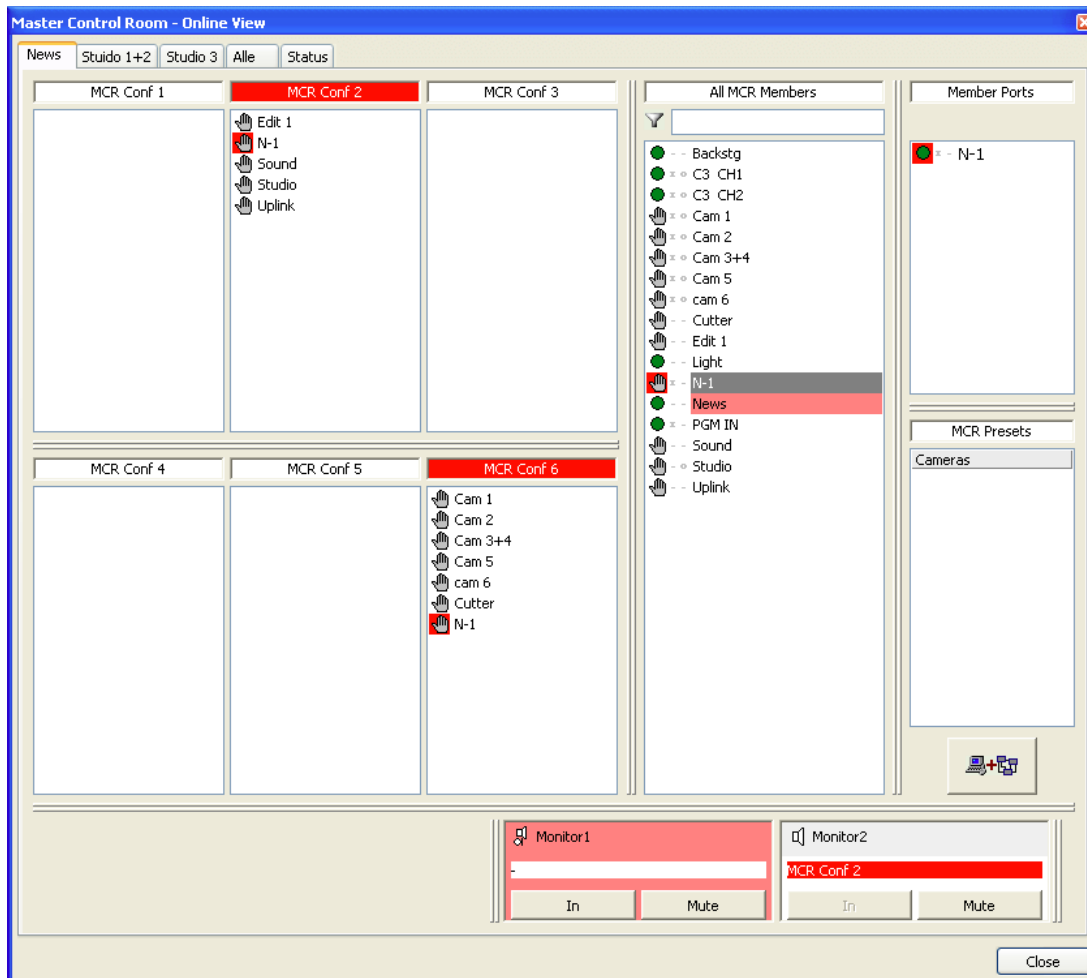 Master Control Room - Online View
News
Stuido 1+2
Studio 3
Alle
Status
MCR Conf 1
MCR Conf 2
MCR Conf 3
Edit 1
N-1
Sound
Studio
Uplink
MCR Conf 4
MCR Conf 5
MCR Conf 6
Cam 1
Cam 2
Cam 3+4
Cam 5
cam 6
Cutter
N-1
All MCR Members
- - Backstg
x o C3 CH1
x o C3 CH2
x o Cam 1
x o Cam 2
x o Cam 3+4
x o Cam 5
x o cam 6
- - Cutter
- - Edit 1
- - Light
x - N-1
- - News
x - PGM IN
- - Sound
- o Studio
- - Uplink
Member Ports
x - N-1
MCR Presets
Cameras
Monitor1
-
In
Mute
Monitor2
MCR Conf 2
In
Mute
Close